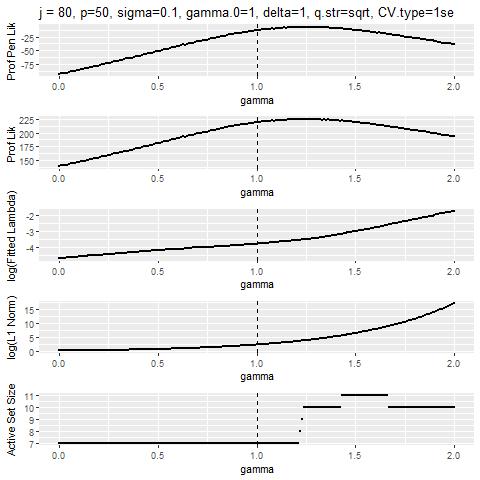 j = 80, p=50, sigma=0.1, gamma.0=1, delta=1, q.str=sqrt, CV.type=1se
Prof Pen Lik
-25
-50
-75
0.0 0.5 1.0 1.5 2.0
gamma
Prof Lik
225
200
175
150
0.0 0.5 1.0 1.5 2.0
gamma
log(Fitted Lambda)
-2
-3
-4
0.0 0.5 1.0 1.5 2.0
gamma
log(L1 Norm)
15
10
5
0
0.0 0.5 1.0 1.5 2.0
gamma
Active Set Size
11
10
9
8
7
0.0 0.5 1.0 1.5 2.0
gamma